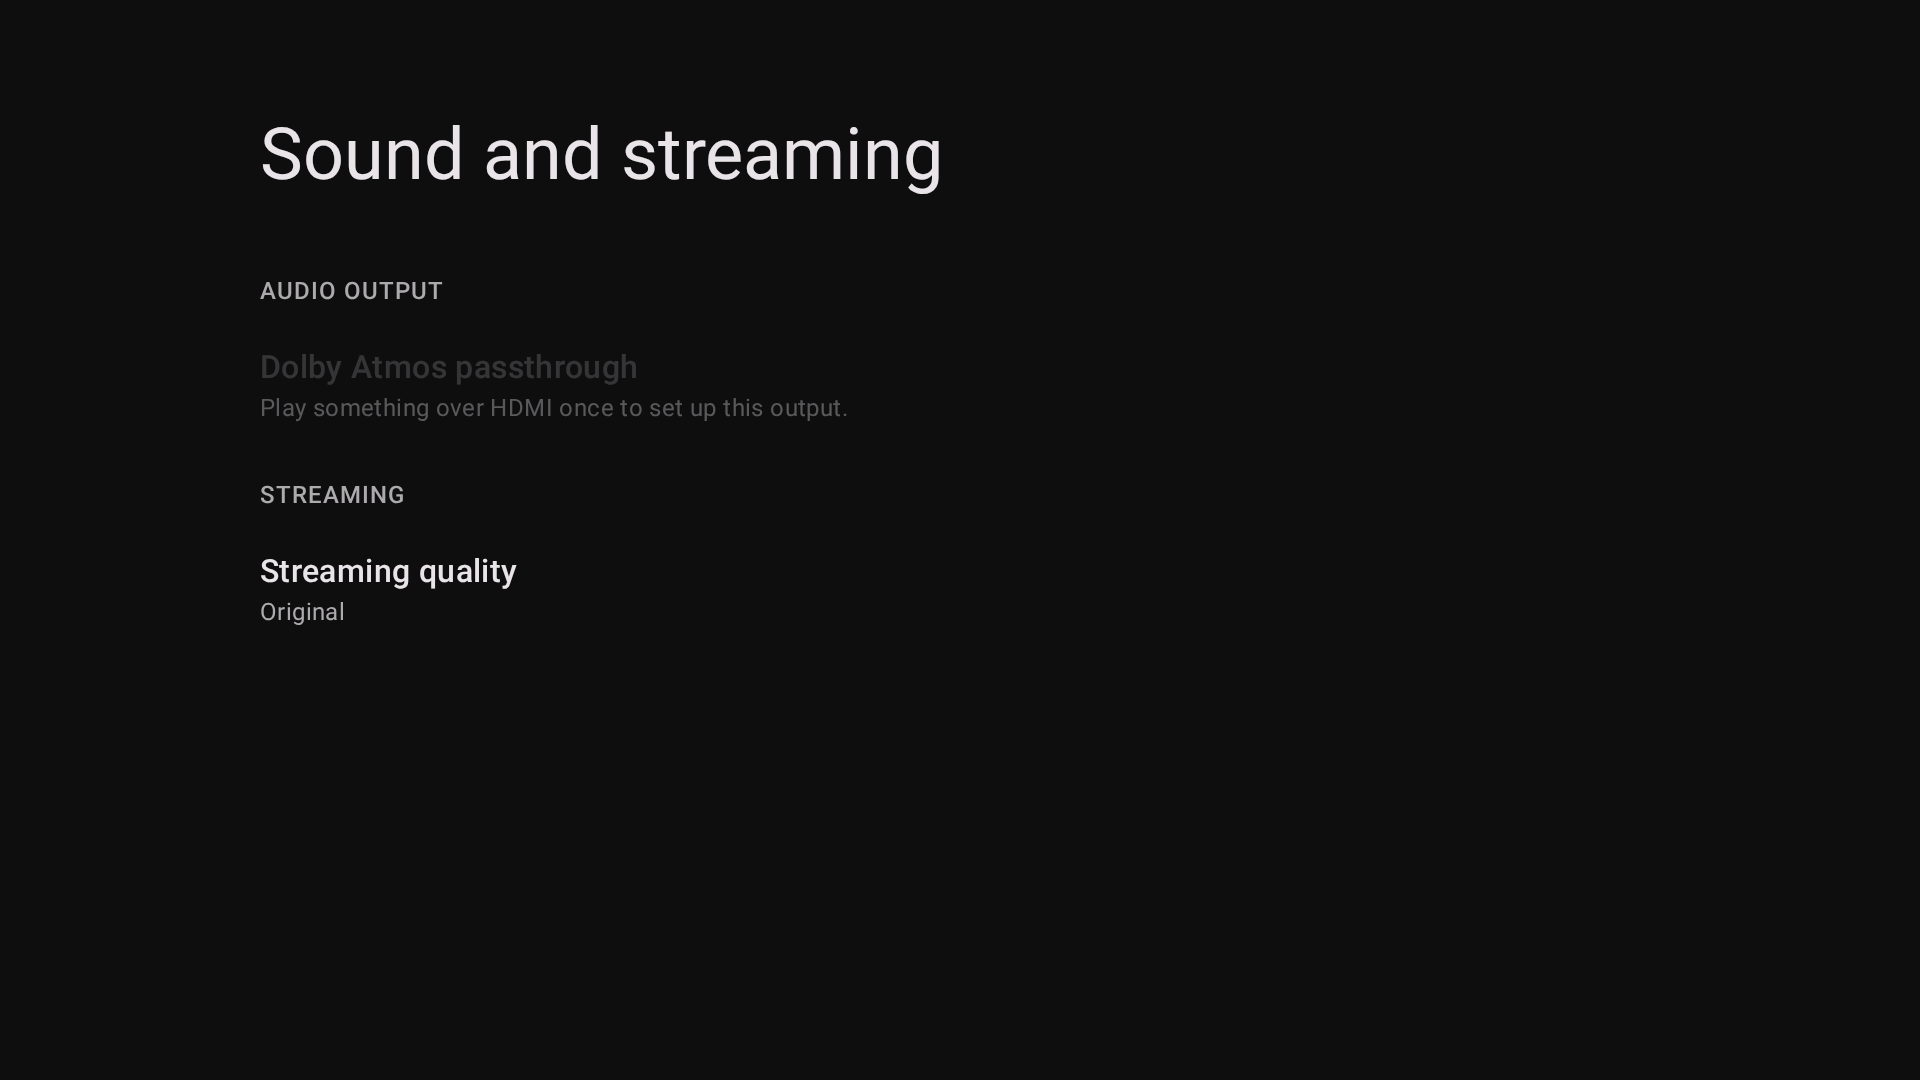 Sound and streaming
AUDIO OUTPUT
Dolby Atmos passthrough
Play something over HDMI once to set up this output.
STREAMING
Streaming quality
Original